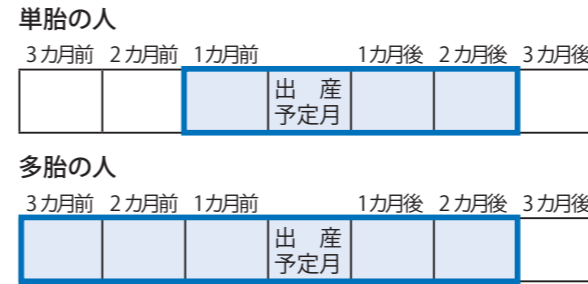 単胎の人
3カ月前 2カ月前 1カ月前 1カ月後 2カ月後 3カ月後
出 産
予定月
多胎の人
3カ月前 2カ月前 1カ月前 1カ月後 2カ月後 3カ月後
出 産
予定月